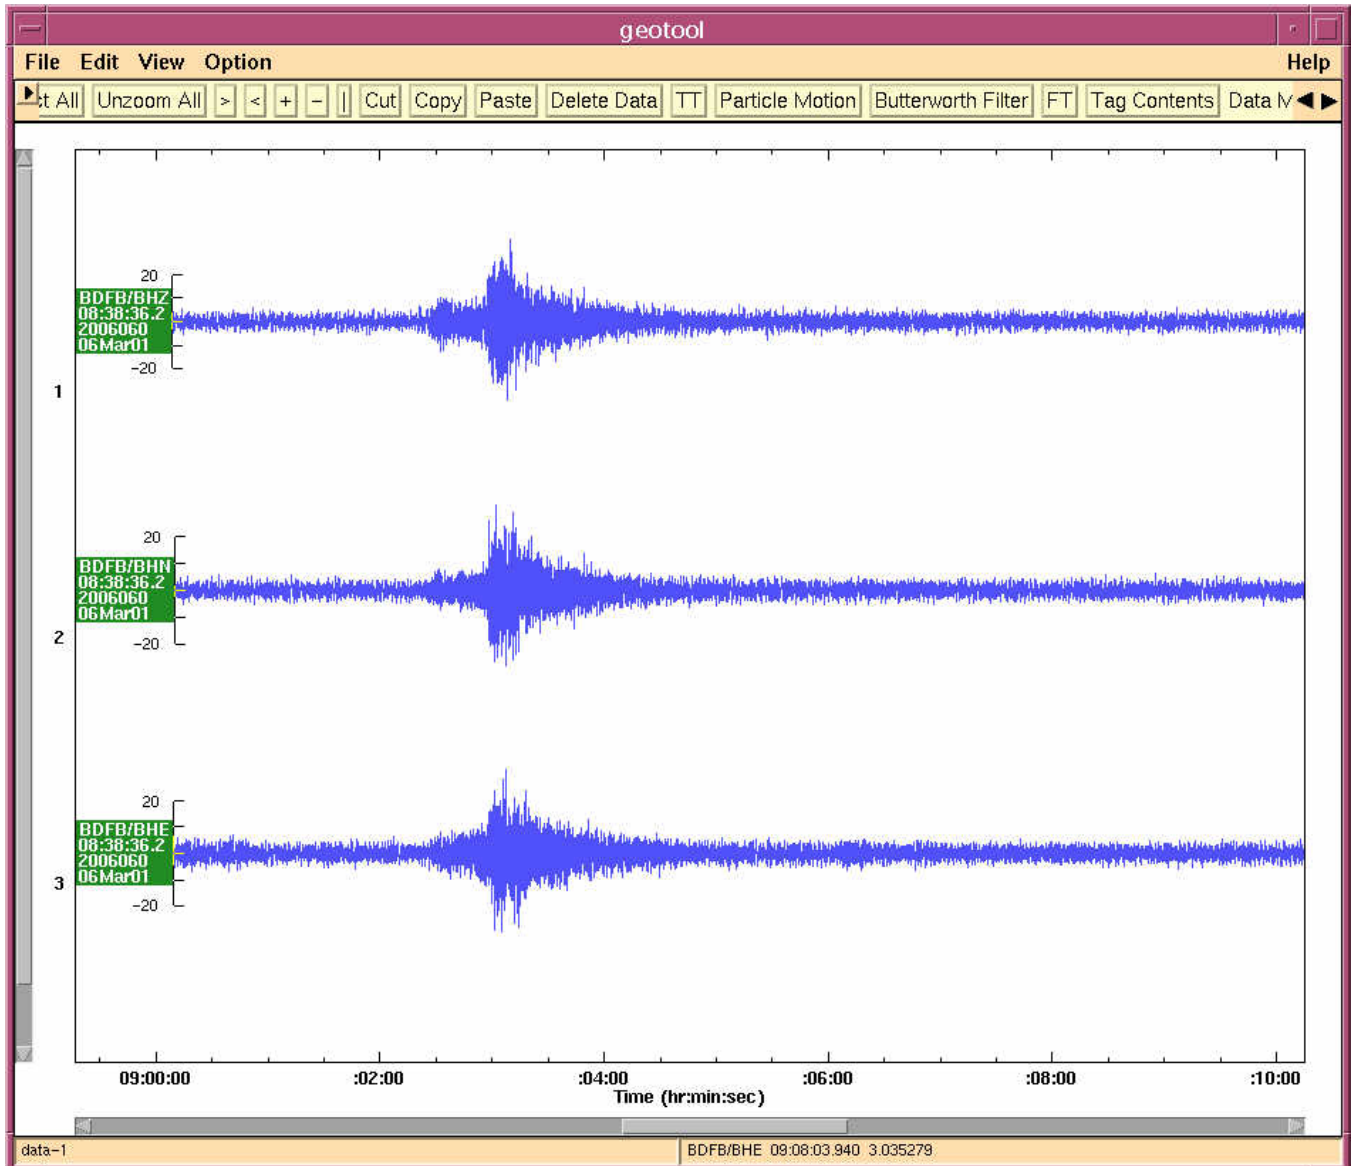 geotool
File Edit View Option Help
t All Unzoom All > < + - | Cut Copy Paste Delete Data TT Particle Motion Butterworth Filter FT Tag Contents Data M
20
BDFB/BHZ
08:38:36.2
2006060
06Mar01
-20
1
20
BDFB/BHN
08:38:36.2
2006060
06Mar01
-20
2
20
BDFB/BHE
08:38:36.2
2006060
06Mar01
-20
3
09:00:00 :02:00 :04:00 :06:00 :08:00 :10:00
Time (hr:min:sec)
data-1 BDFB/BHE 09:08:03.940 3.035279